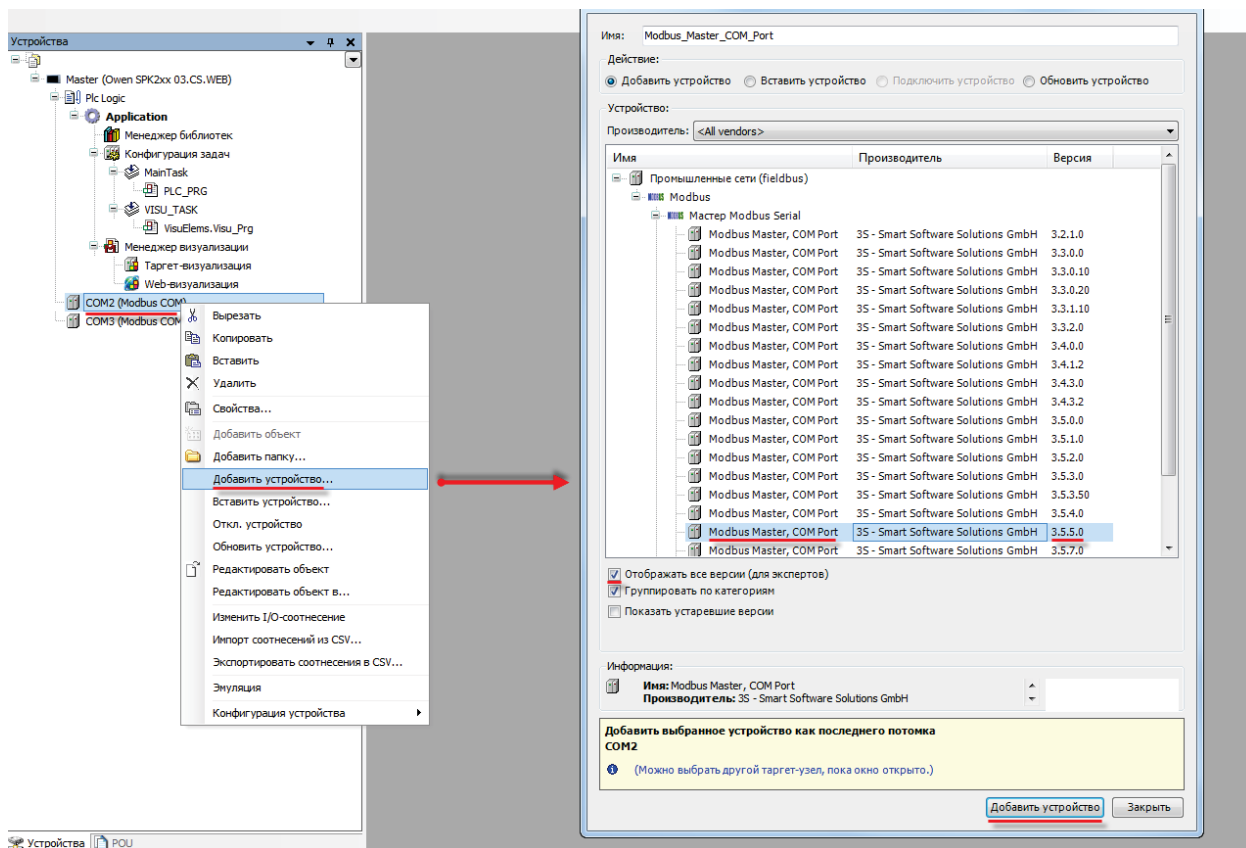 Устройства
Master (Owen SPK2xx 03.CS.WEB)
Plc Logic
Application
Менеджер библиотек
Конфигурация задач
MainTask
PLC_PRG
VISU_TASK
VisuElems.Visu_Prg
Менеджер визуализации
Таргет-визуализация
Web-визуализация
COM2 (Modbus COM)
COM3 (Modbus COM
Вырезать
Копировать
Вставить
Удалить
Свойства...
Добавить объект
Добавить папку...
Добавить устройство...
Вставить устройство...
Откл. устройство
Обновить устройство...
Редактировать объект
Редактировать объект в...
Изменить I/O-соотнесение
Импорт соотнесений из CSV...
Экспортировать соотнесения в CSV...
Эмуляция
Конфигурация устройства
Устройства POU
Имя: Modbus_Master_COM_Port
Действие:
Добавить устройство Вставить устройство Подключить устройство Обновить устройство
Устройство:
Производитель: <All vendors>
Имя Производитель Версия
Промышленные сети (fieldbus)
Modbus
Мастер Modbus Serial
Modbus Master, COM Port 3S - Smart Software Solutions GmbH 3.2.1.0
Modbus Master, COM Port 3S - Smart Software Solutions GmbH 3.3.0.0
Modbus Master, COM Port 3S - Smart Software Solutions GmbH 3.3.0.10
Modbus Master, COM Port 3S - Smart Software Solutions GmbH 3.3.0.20
Modbus Master, COM Port 3S - Smart Software Solutions GmbH 3.3.1.10
Modbus Master, COM Port 3S - Smart Software Solutions GmbH 3.3.2.0
Modbus Master, COM Port 3S - Smart Software Solutions GmbH 3.4.0.0
Modbus Master, COM Port 3S - Smart Software Solutions GmbH 3.4.1.2
Modbus Master, COM Port 3S - Smart Software Solutions GmbH 3.4.3.0
Modbus Master, COM Port 3S - Smart Software Solutions GmbH 3.4.3.2
Modbus Master, COM Port 3S - Smart Software Solutions GmbH 3.5.0.0
Modbus Master, COM Port 3S - Smart Software Solutions GmbH 3.5.1.0
Modbus Master, COM Port 3S - Smart Software Solutions GmbH 3.5.2.0
Modbus Master, COM Port 3S - Smart Software Solutions GmbH 3.5.3.0
Modbus Master, COM Port 3S - Smart Software Solutions GmbH 3.5.3.50
Modbus Master, COM Port 3S - Smart Software Solutions GmbH 3.5.4.0
Modbus Master, COM Port 3S - Smart Software Solutions GmbH 3.5.5.0
Modbus Master, COM Port 3S - Smart Software Solutions GmbH 3.5.7.0
Отображать все версии (для экспертов)
Группировать по категориям
Показать устаревшие версии
Информация:
Имя: Modbus Master, COM Port
Производитель: 3S - Smart Software Solutions GmbH
Добавить выбранное устройство как последнего потомка
COM2
(Можно выбрать другой таргет-узел, пока окно открыто.)
Добавить устройство Закрыть